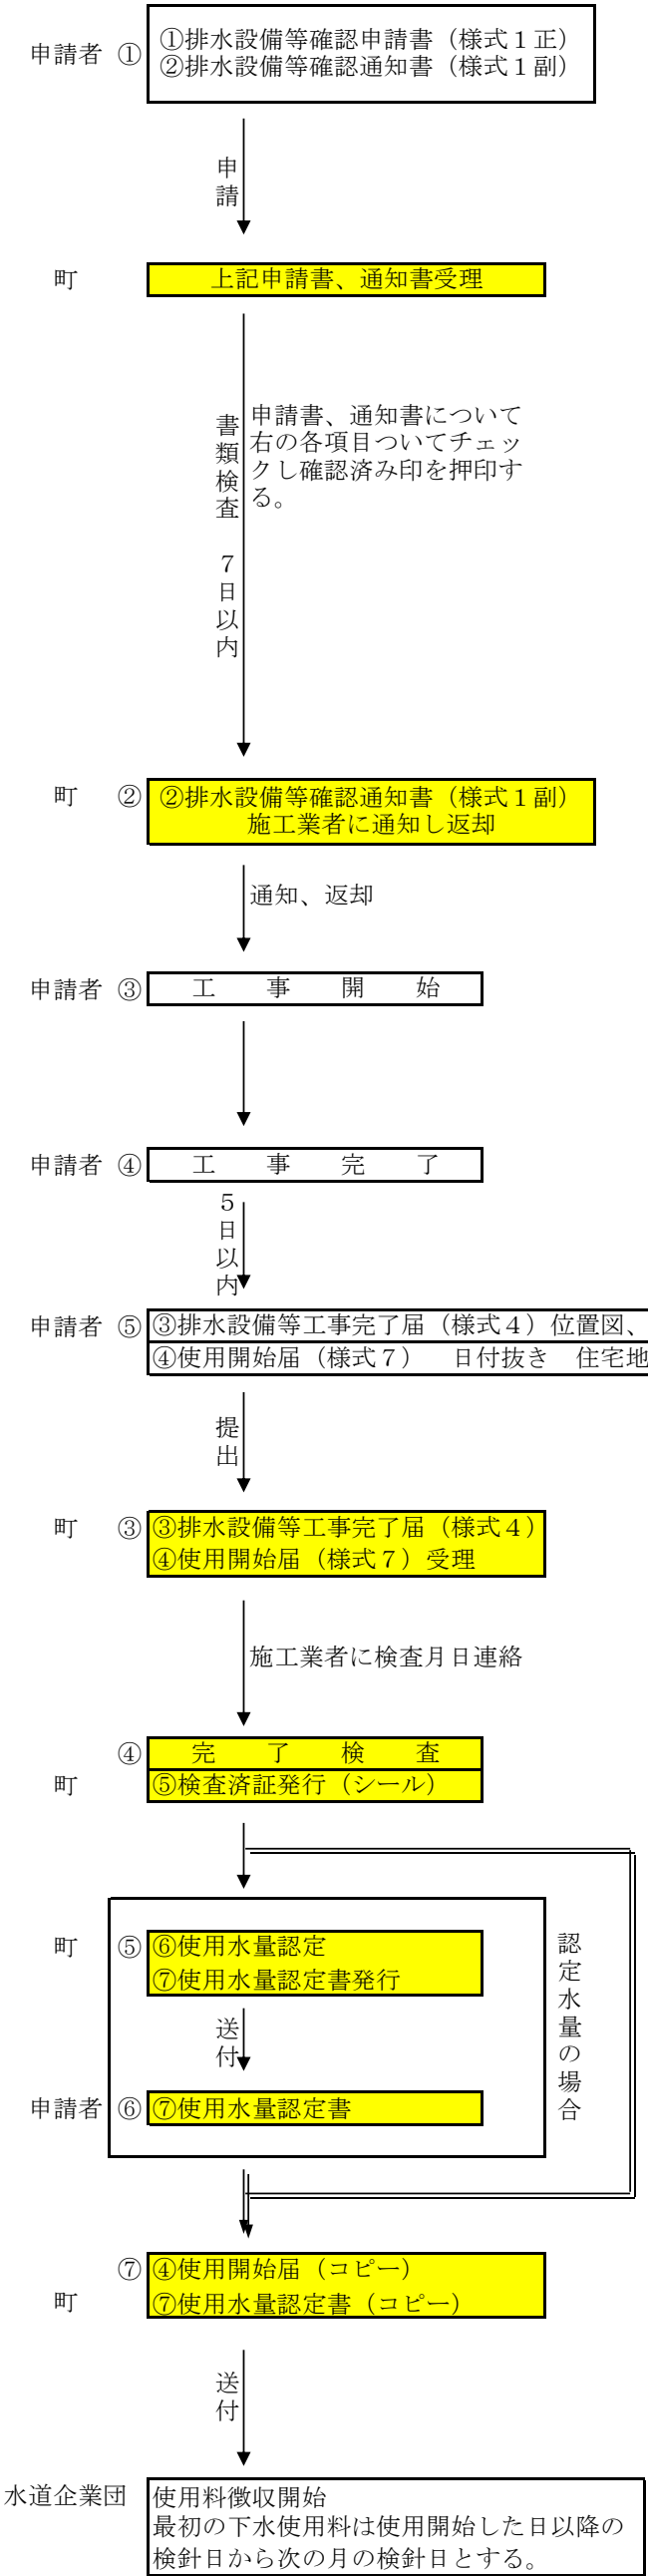 申請者 ①
①排水設備等確認申請書（様式１正）
②排水設備等確認通知書（様式１副）
申請
町
上記申請書、通知書受理
書類検査　７日以内
申請書、通知書について
右の各項目ついてチェッ
クし確認済み印を押印す
る。
町 ②
②排水設備等確認通知書（様式１副）
施工業者に通知し返却
通知、返却
申請者 ③
工　事　開　始
申請者 ④
工　事　完　了
５日以内
申請者 ⑤
③排水設備等工事完了届（様式４）位置図、
④使用開始届（様式７）　日付抜き　住宅地
提出
町 ③
③排水設備等工事完了届（様式４）
④使用開始届（様式７）受理
施工業者に検査月日連絡
④
完　了　検　査
町
⑤検査済証発行（シール）
町 ⑤
⑥使用水量認定
⑦使用水量認定書発行
認定水量の場合
送付
申請者 ⑥
⑦使用水量認定書
⑦
④使用開始届（コピー）
町
⑦使用水量認定書（コピー）
送付
水道企業団
使用料徴収開始
最初の下水使用料は使用開始した日以降の
検針日から次の月の検針日とする。